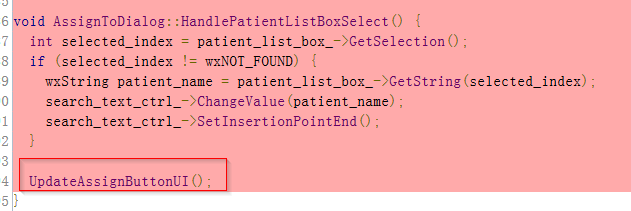 6 void AssignToDialog::HandlePatientListBoxSelect() {
7 int selected_index = patient_list_box_->GetSelection();
8 if (selected_index != wxNOT_FOUND) {
9 wxString patient_name = patient_list_box_->GetString(selected_index);
0 search_text_ctrl_->ChangeValue(patient_name);
1 search_text_ctrl_->SetInsertionPointEnd();
2 }
3
4 UpdateAssignButtonUI();
5 }